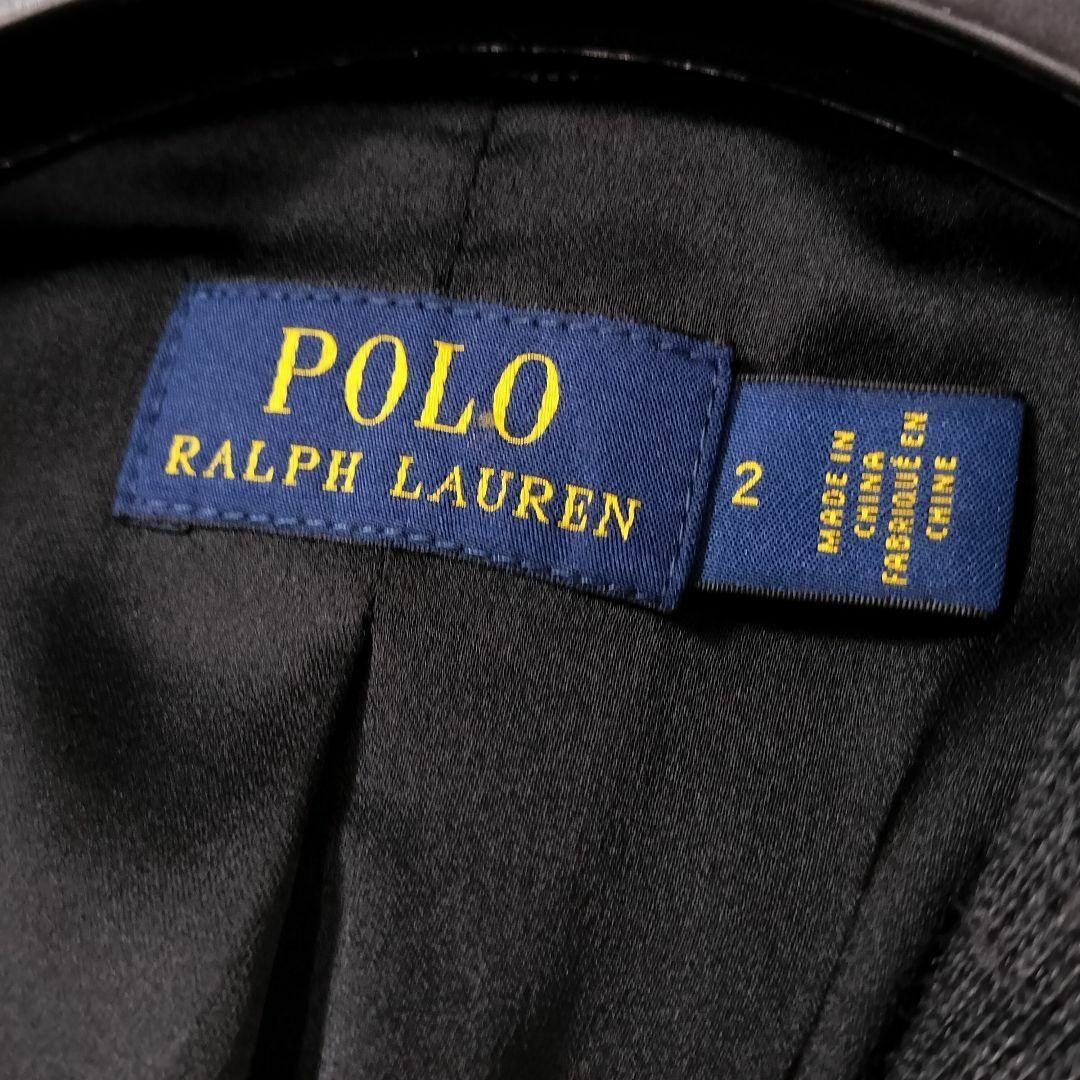 POLO
RALPH LAUREN
2
MADE IN
CHINA
FABRIQUÉ EN
CHINE